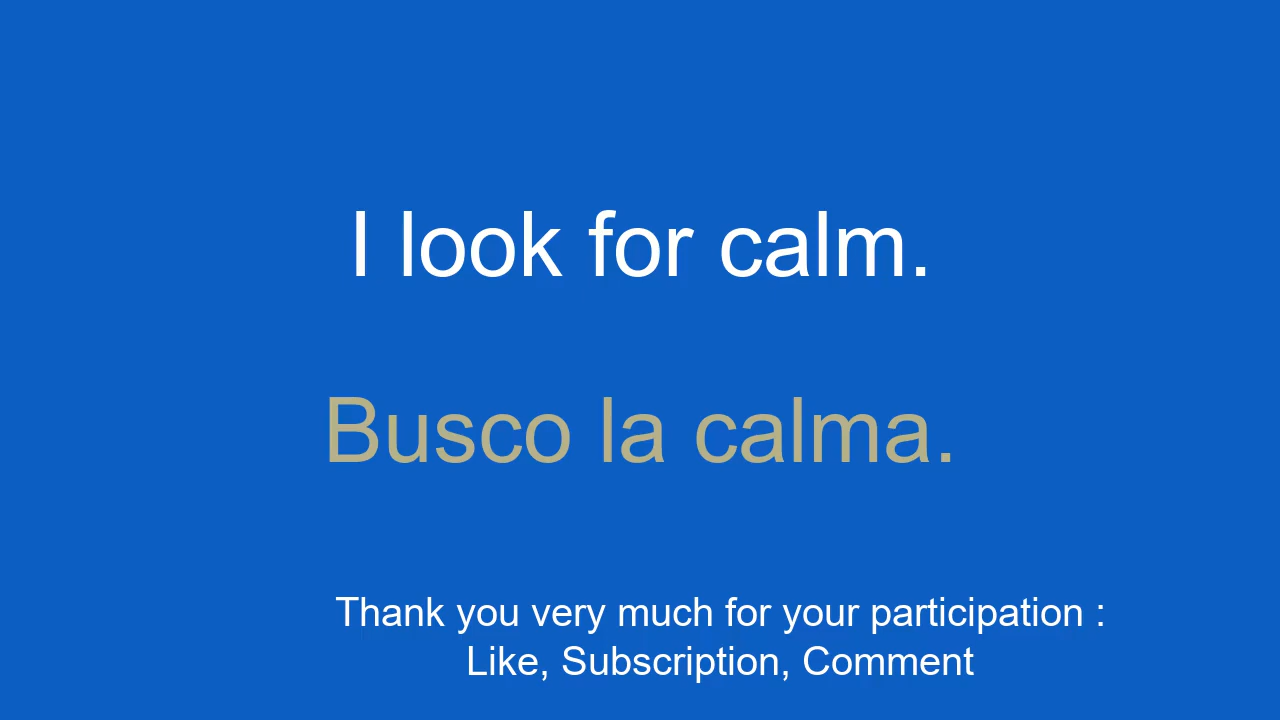 I look for calm.
Busco la calma.
Thank you very much for your participation :
Like, Subscription, Comment